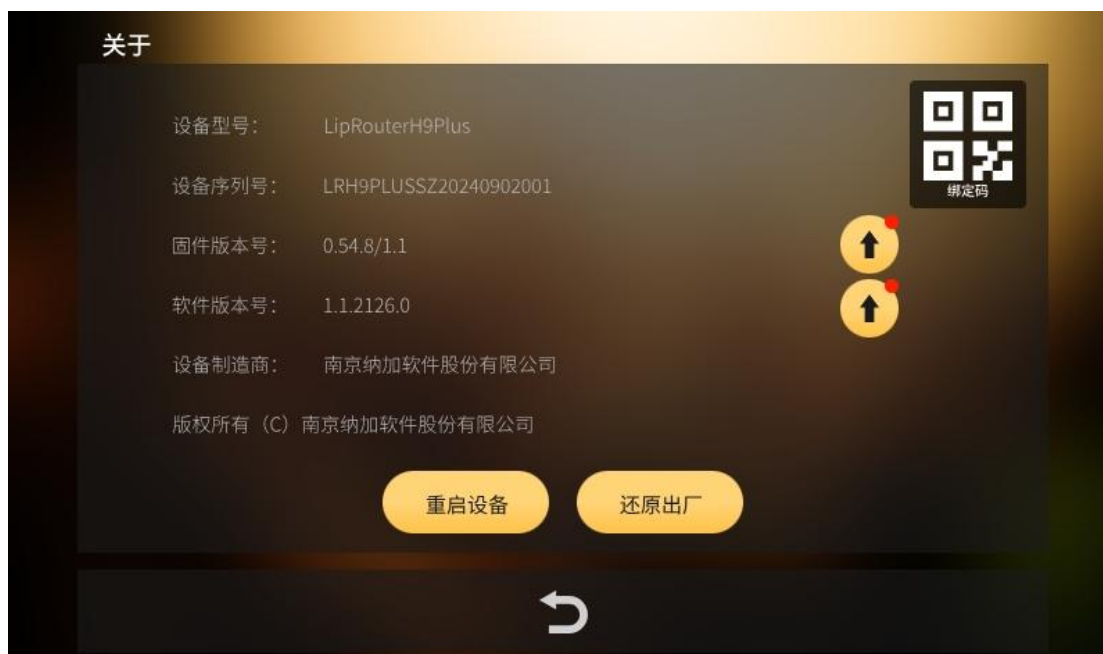 关于
设备型号： LipRouterH9Plus
设备序列号： LRH9PLUSSZ20240902001
绑定码
固件版本号： 0.54.8/1.1
软件版本号： 1.1.2126.0
设备制造商： 南京纳加软件股份有限公司
版权所有（C）南京纳加软件股份有限公司
重启设备 还原出厂